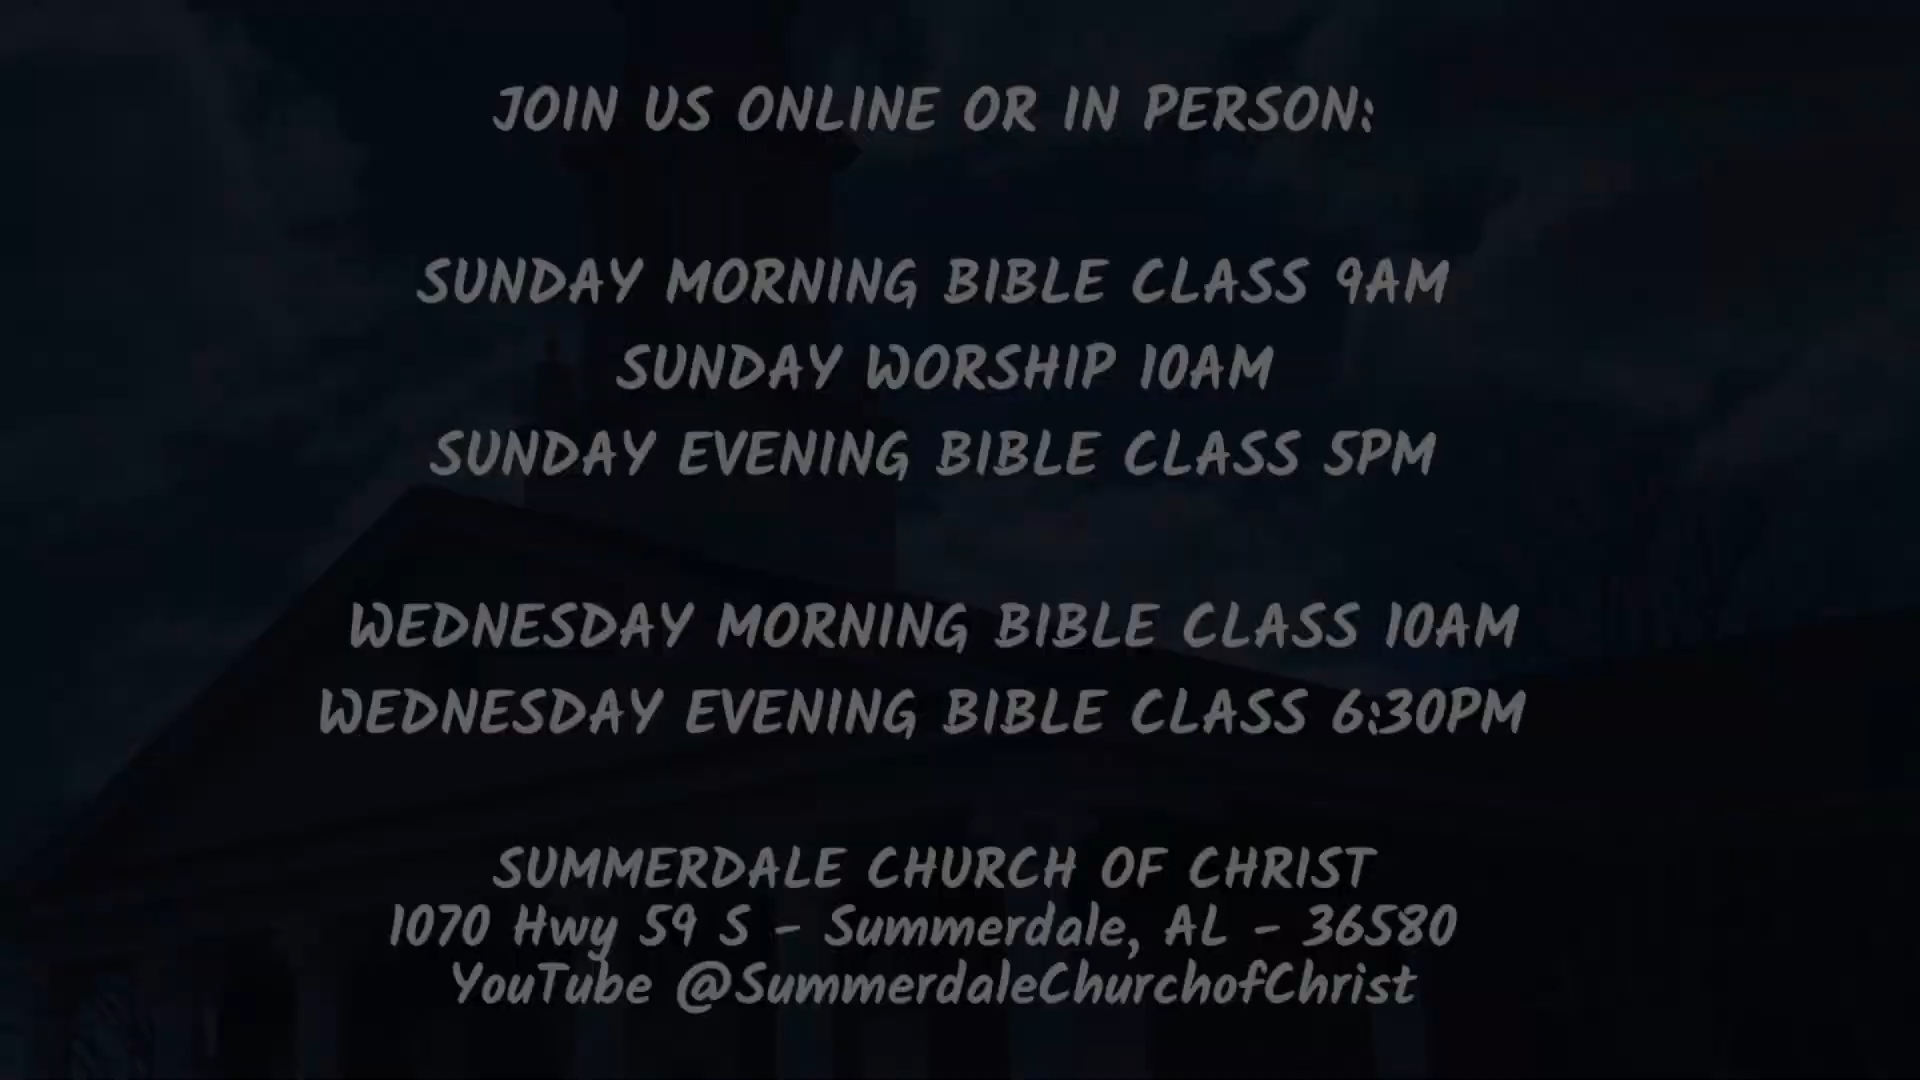 JOIN US ONLINE OR IN PERSON:
SUNDAY MORNING BIBLE CLASS 9AM
SUNDAY WORSHIP 10AM
SUNDAY EVENING BIBLE CLASS 5PM
WEDNESDAY MORNING BIBLE CLASS 10AM
WEDNESDAY EVENING BIBLE CLASS 6:30PM
SUMMERDALE CHURCH OF CHRIST
1070 Hwy 59 S - Summerdale, AL - 36580
YouTube @SummerdaleChurchofChrist